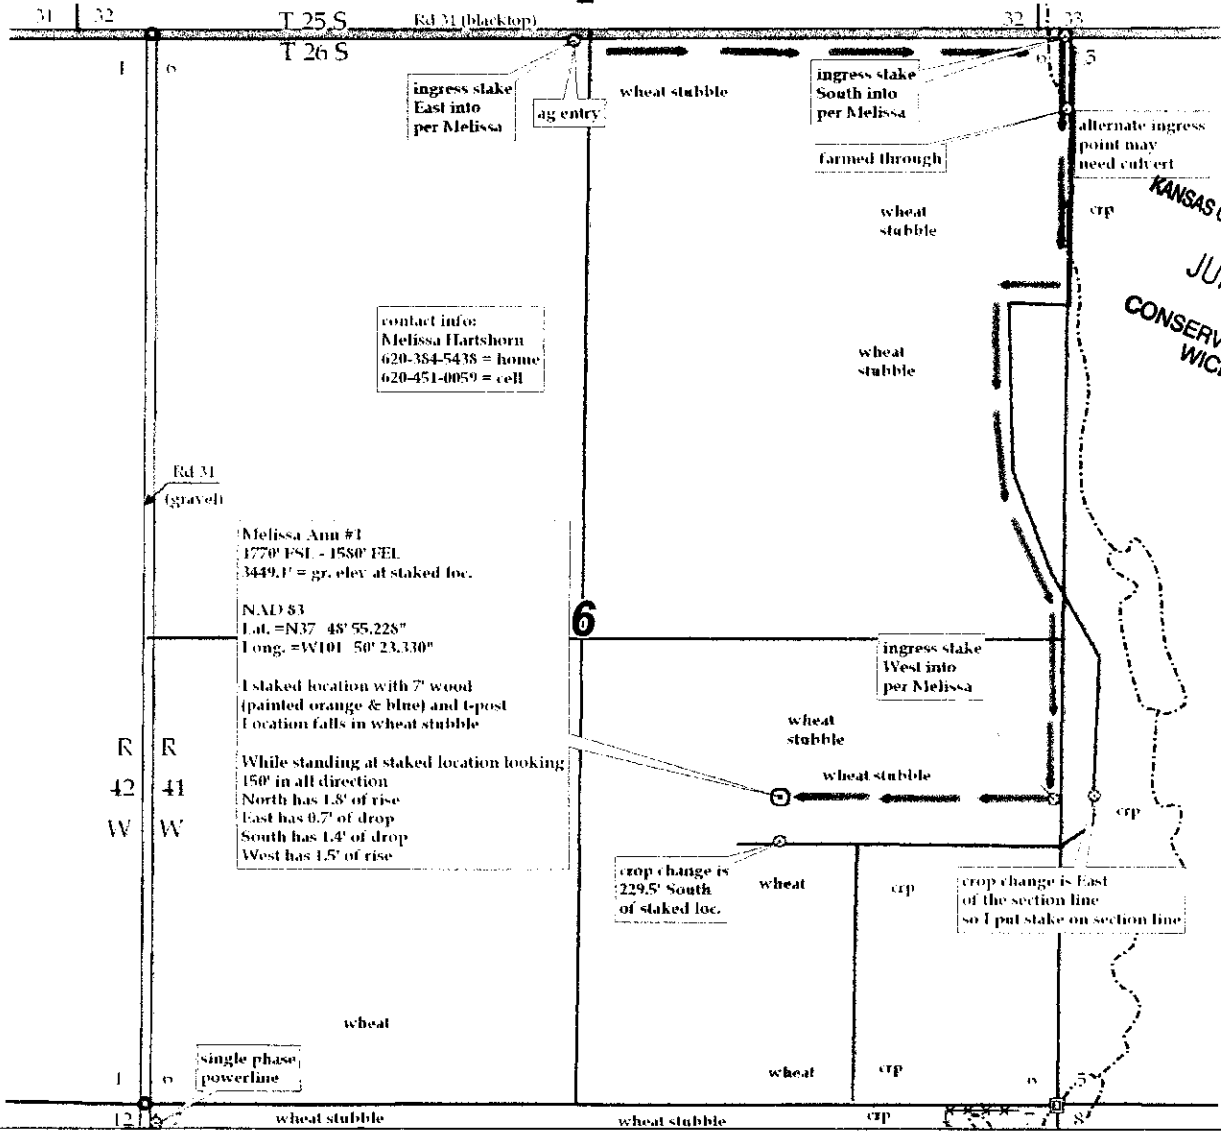 31 32
T 25 S
Rd 31 (blacktop)
32 33
T 26 S
1 6
6 5
ingress stake
East into
per Melissa
ag entry
wheat stubble
ingress stake
South into
per Melissa
farmed through
alternate ingress
point may
need culvert
KANSAS
crp
wheat
stubble
CONSERV
WIC
contact info:
Melissa Hartshorn
620-384-5438 = home
620-451-0059 = cell
wheat
stubble
Rd 31
(gravel)
Melissa Ann #1
1770' FSL - 1580' FEL
3449.1' = gr. elev at staked loc.
NAD 83
Lat. =N37 48' 55.228"
Long. =W101 50' 23.330"
I staked location with 7' wood
(painted orange & blue) and t-post
Location falls in wheat stubble
While standing at staked location looking
150' in all direction
North has 1.8' of rise
East has 0.7' of drop
South has 1.4' of drop
West has 1.5' of rise
6
ingress stake
West into
per Melissa
wheat
stubble
wheat stubble
R R
42 41
W W
crp
crop change is
229.5' South
of staked loc.
wheat
crp
crop change is East
of the section line
so I put stake on section line
wheat
single phase
powerline
wheat
crp
1 6
6 5
12
wheat stubble
wheat stubble
crp
8